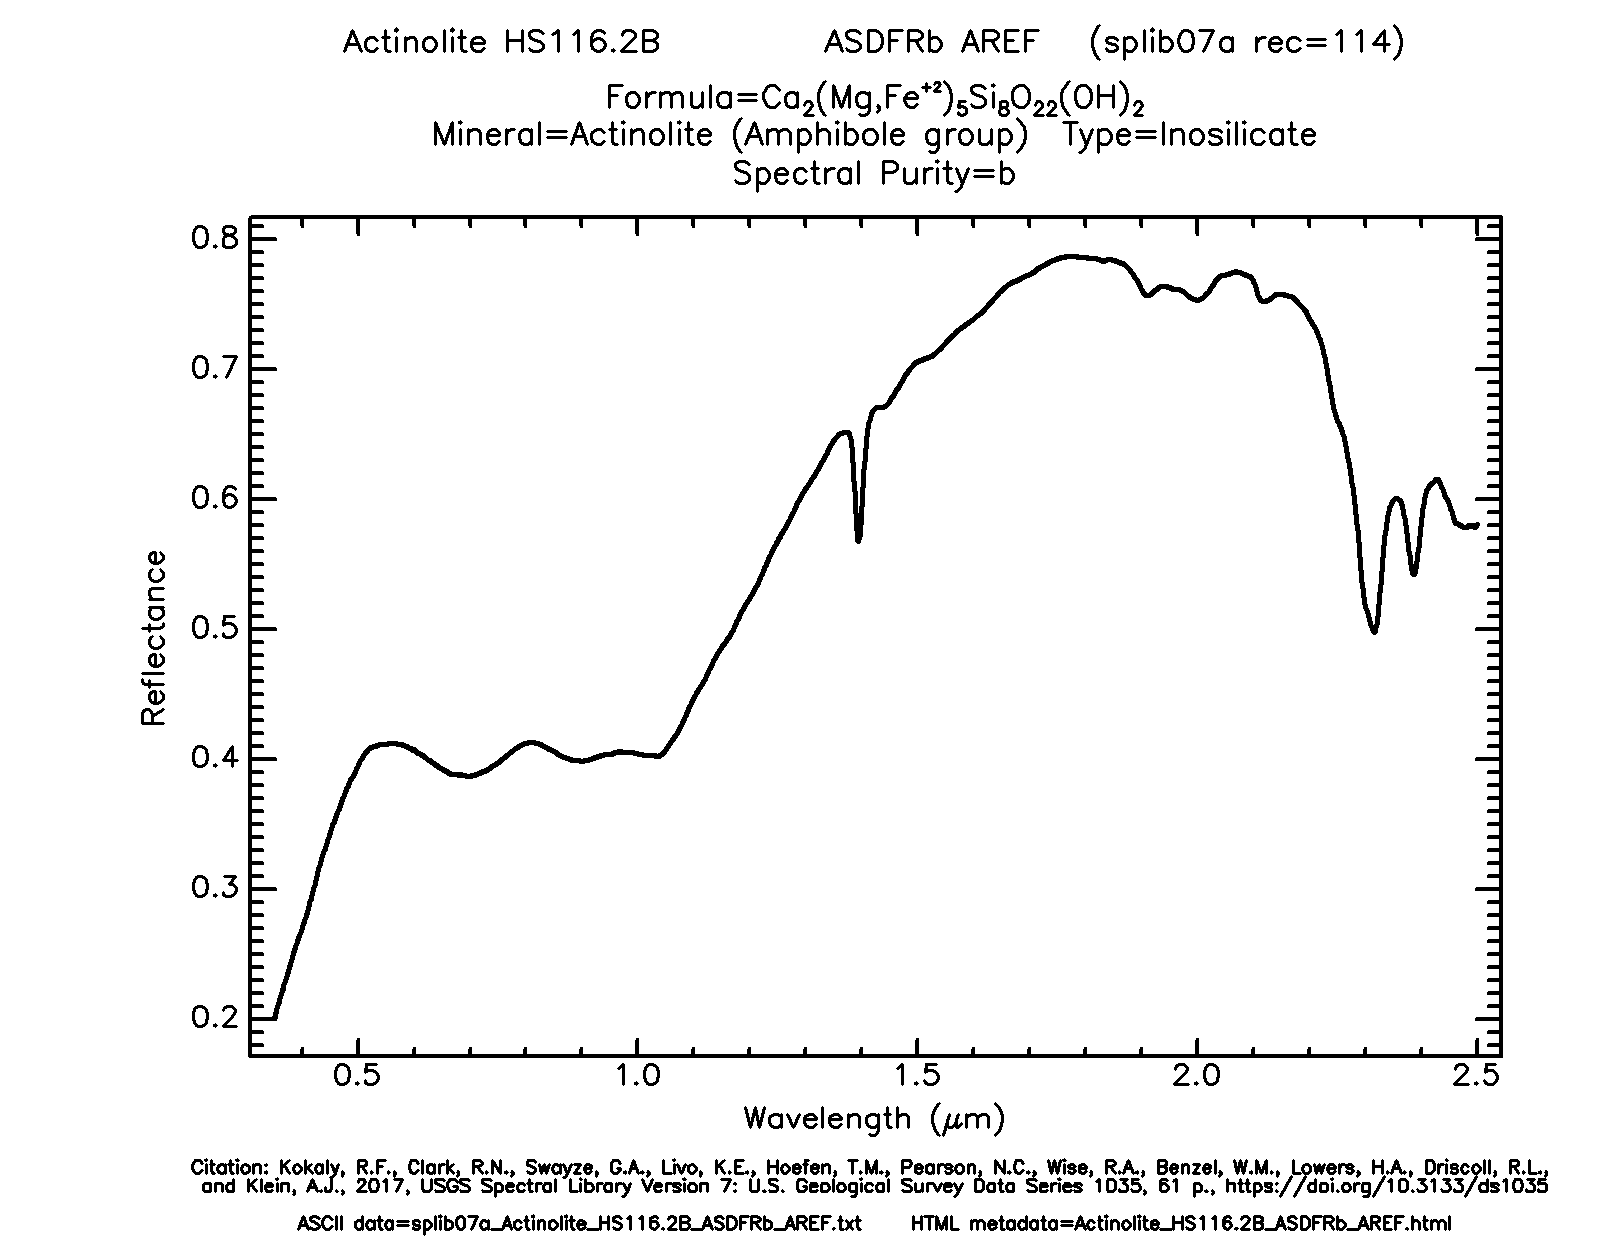 Actinolite HS116.2B ASDFRb AREF (splib07a rec=114)
Formula=Ca₂(Mg,Fe⁺²)₅Si₈O₂₂(OH)₂
Mineral=Actinolite (Amphibole group) Type=Inosilicate
Spectral Purity=b
0.8
0.7
0.6
0.5
0.4
0.3
0.2
Reflectance
0.5 1.0 1.5 2.0 2.5
Wavelength (μm)
Citation: Kokaly, R.F., Clark, R.N., Swayze, G.A., Livo, K.E., Hoefen, T.M., Pearson, N.C., Wise, R.A., Benzel, W.M., Lowers, H.A., Driscoll, R.L.,
and Klein, A.J., 2017, USGS Spectral Library Version 7: U.S. Geological Survey Data Series 1035, 61 p., https://doi.org/10.3133/ds1035
ASCII data=splib07a_Actinolite_HS116.2B_ASDFRb_AREF.txt HTML metadata=Actinolite_HS116.2B_ASDFRb_AREF.html